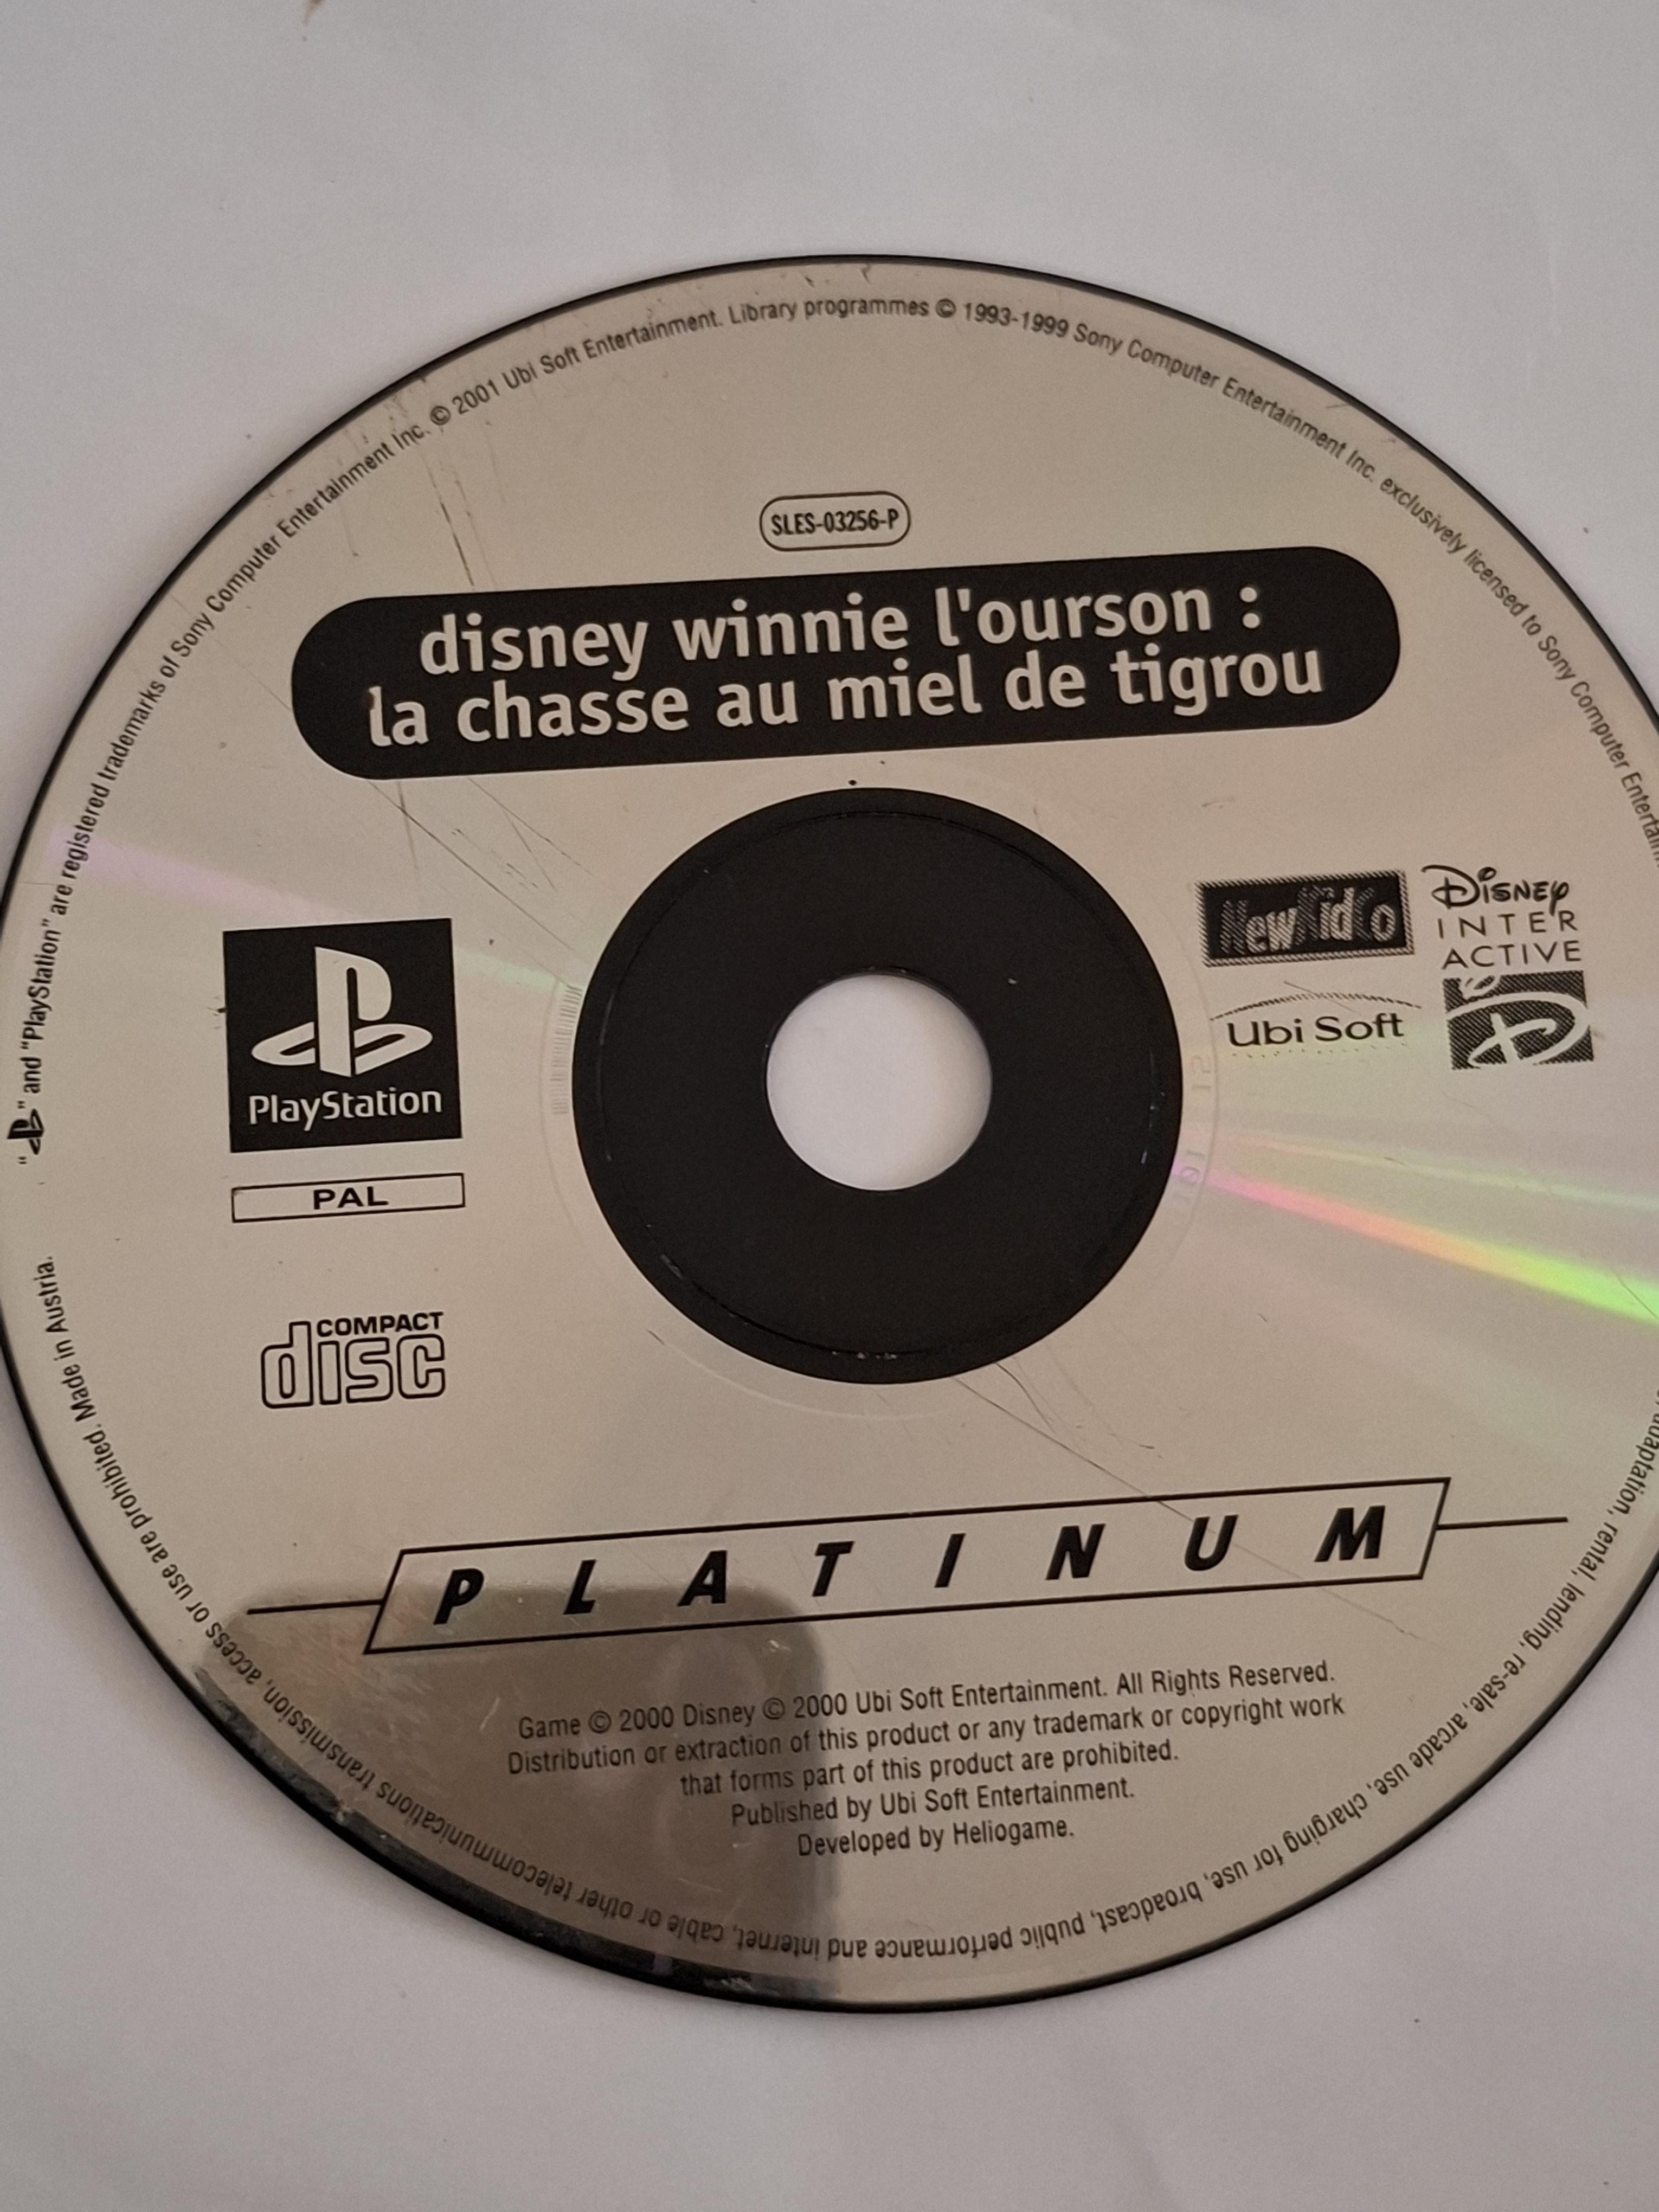 "PS" and "PlayStation" are registered trademarks of Sony Computer Entertainment Inc. © 2001 Ubi Soft Entertainment. Library programmes © 1993-1999 Sony Computer Entertainment Inc. exclusively licensed to Sony Computer
SLES-03256-P
disney winnie l'ourson :
la chasse au miel de tigrou
NewKidCo
DISNEY
INTER
ACTIVE
Ubi Soft
PlayStation
PAL
COMPACT
disc
PLATINUM
Game © 2000 Disney © 2000 Ubi Soft Entertainment. All Rights Reserved.
Distribution or extraction of this product or any trademark or copyright work
that forms part of this product are prohibited.
Published by Ubi Soft Entertainment.
Developed by Heliogame.
rental, lending, re-sale, arcade use, charging for use, broadcast, public performance and internet, cable or other telecommunications transmission, access or use are prohibited. Made in Austria.